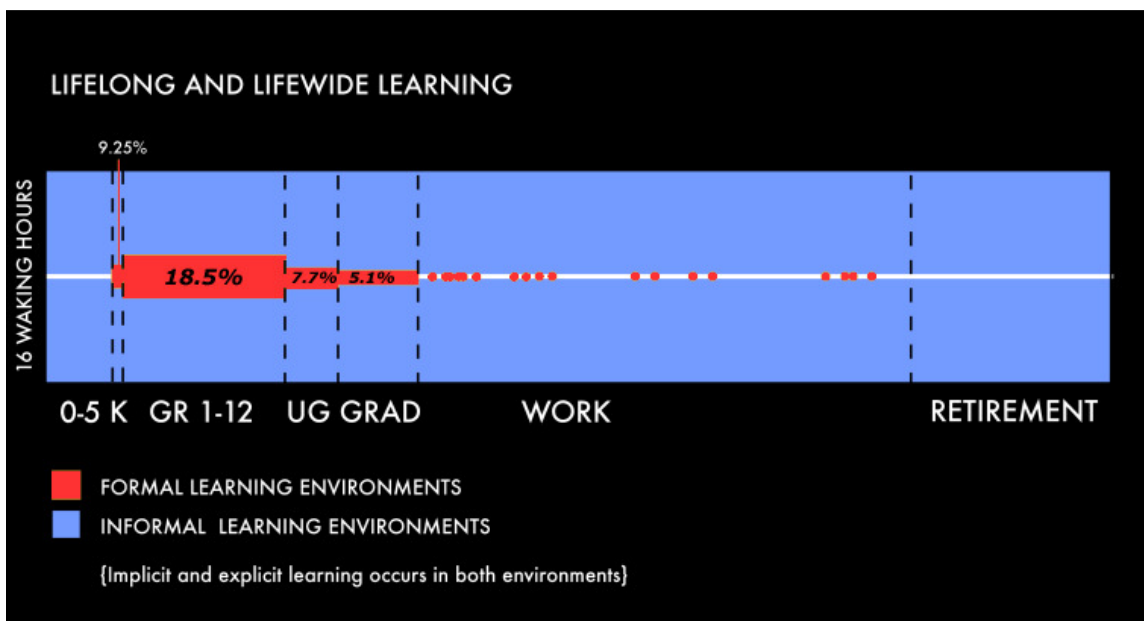 LIFELONG AND LIFEWIDE LEARNING
9.25%
16 WAKING HOURS
18.5%
7.7%
5.1%
0-5 K GR 1-12 UG GRAD WORK RETIREMENT
FORMAL LEARNING ENVIRONMENTS
INFORMAL LEARNING ENVIRONMENTS
{Implicit and explicit learning occurs in both environments}